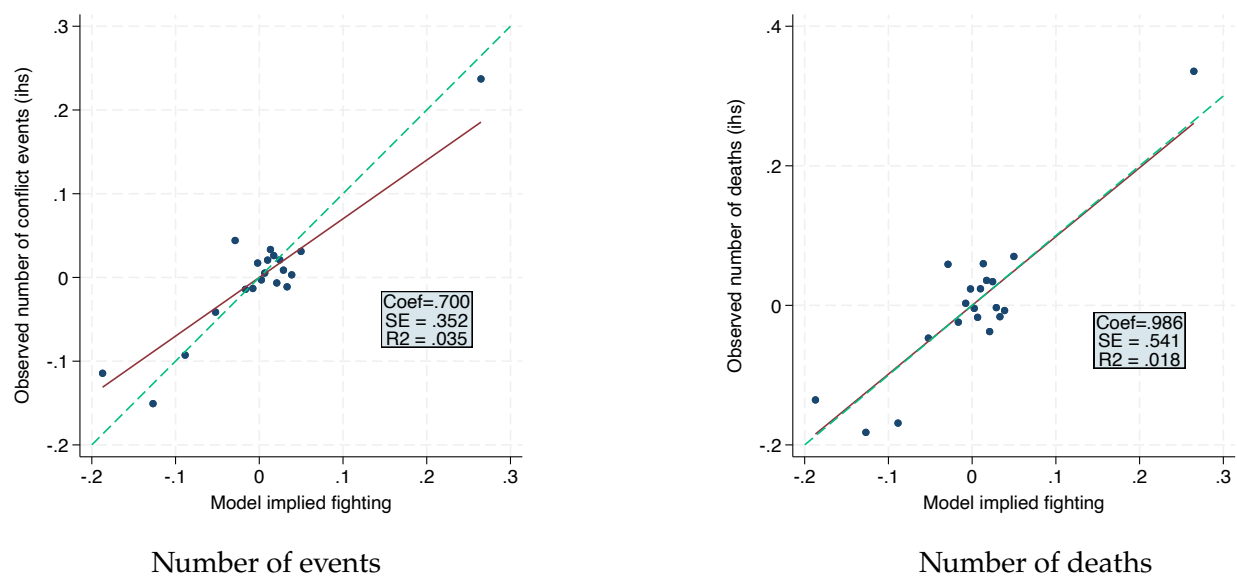 Observed number of conflict events (ihs)
.3
.2
.1
0
-.1
-.2
Coef=.700
SE = .352
R2 = .035
-.2 -.1 0 .1 .2 .3
Model implied fighting
Number of events
Observed number of deaths (ihs)
.4
.2
0
-.2
Coef=.986
SE = .541
R2 = .018
-.2 -.1 0 .1 .2 .3
Model implied fighting
Number of deaths